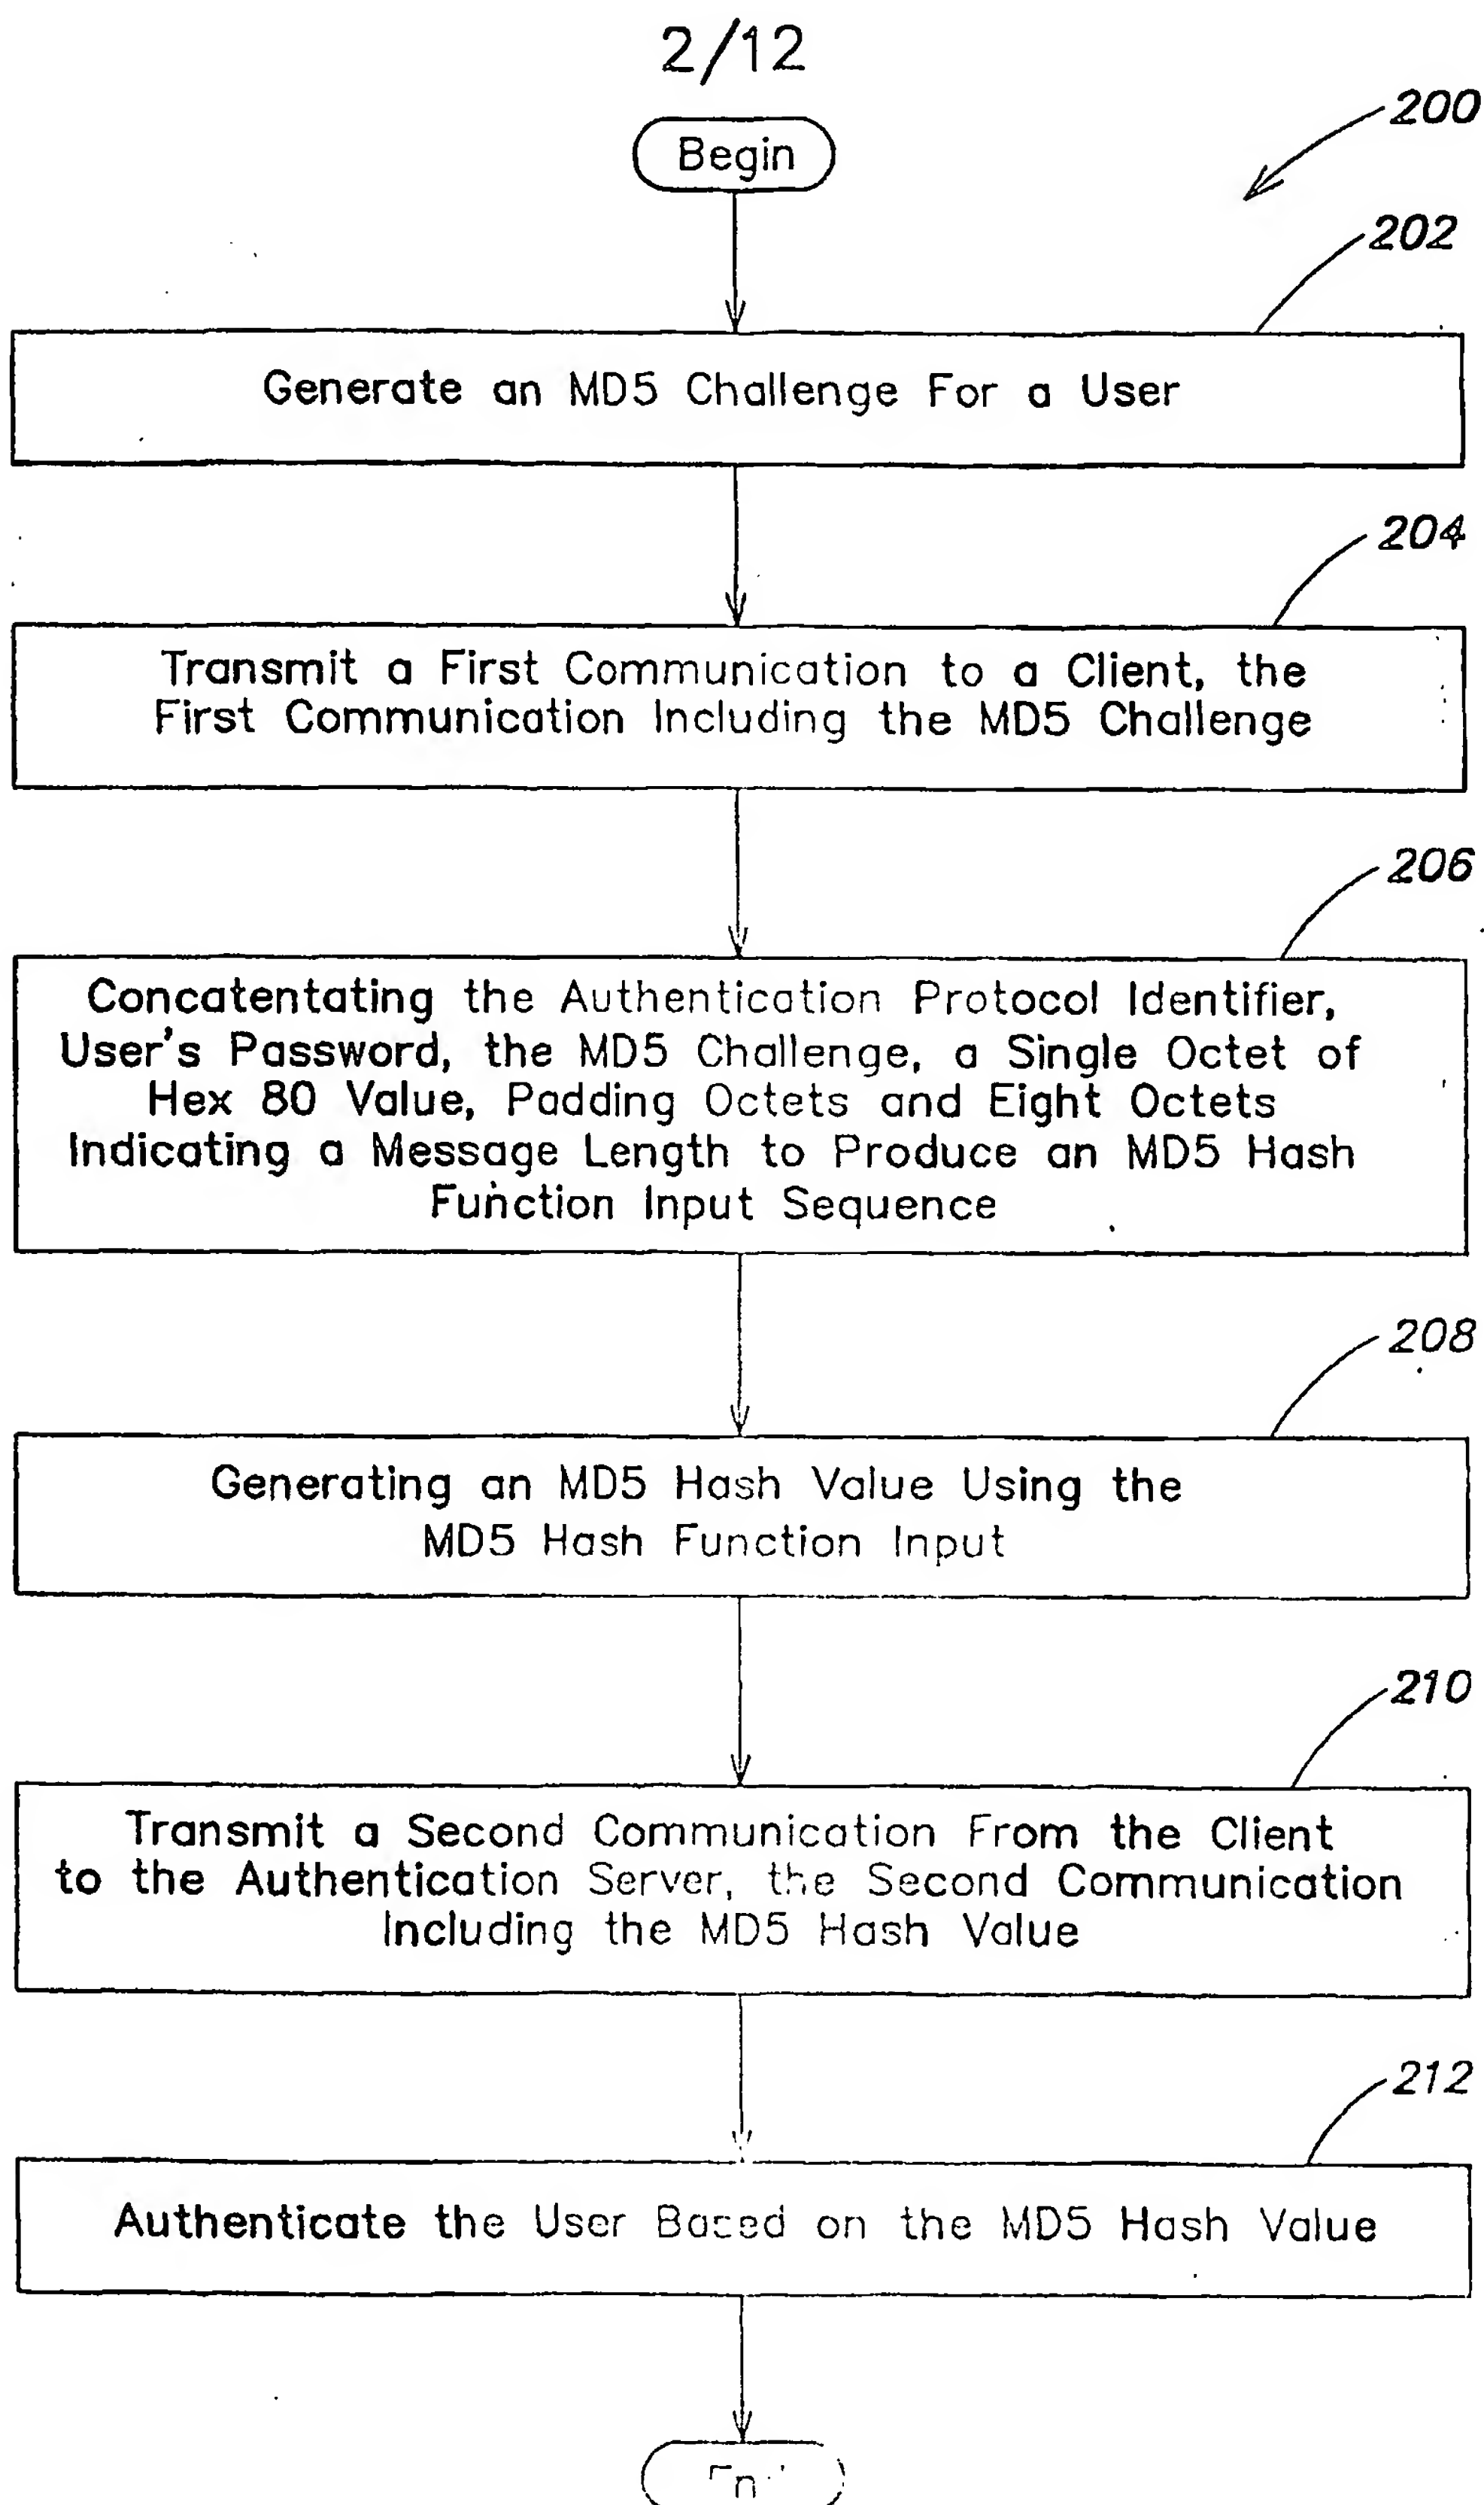 2/12
Begin
200
202
Generate an MD5 Challenge For a User
204
Transmit a First Communication to a Client, the
First Communication Including the MD5 Challenge
206
Concatentating the Authentication Protocol Identifier,
User's Password, the MD5 Challenge, a Single Octet of
Hex 80 Value, Padding Octets and Eight Octets
Indicating a Message Length to Produce an MD5 Hash
Function Input Sequence
208
Generating an MD5 Hash Value Using the
MD5 Hash Function Input
210
Transmit a Second Communication From the Client
to the Authentication Server, the Second Communication
Including the MD5 Hash Value
212
Authenticate the User Based on the MD5 Hash Value